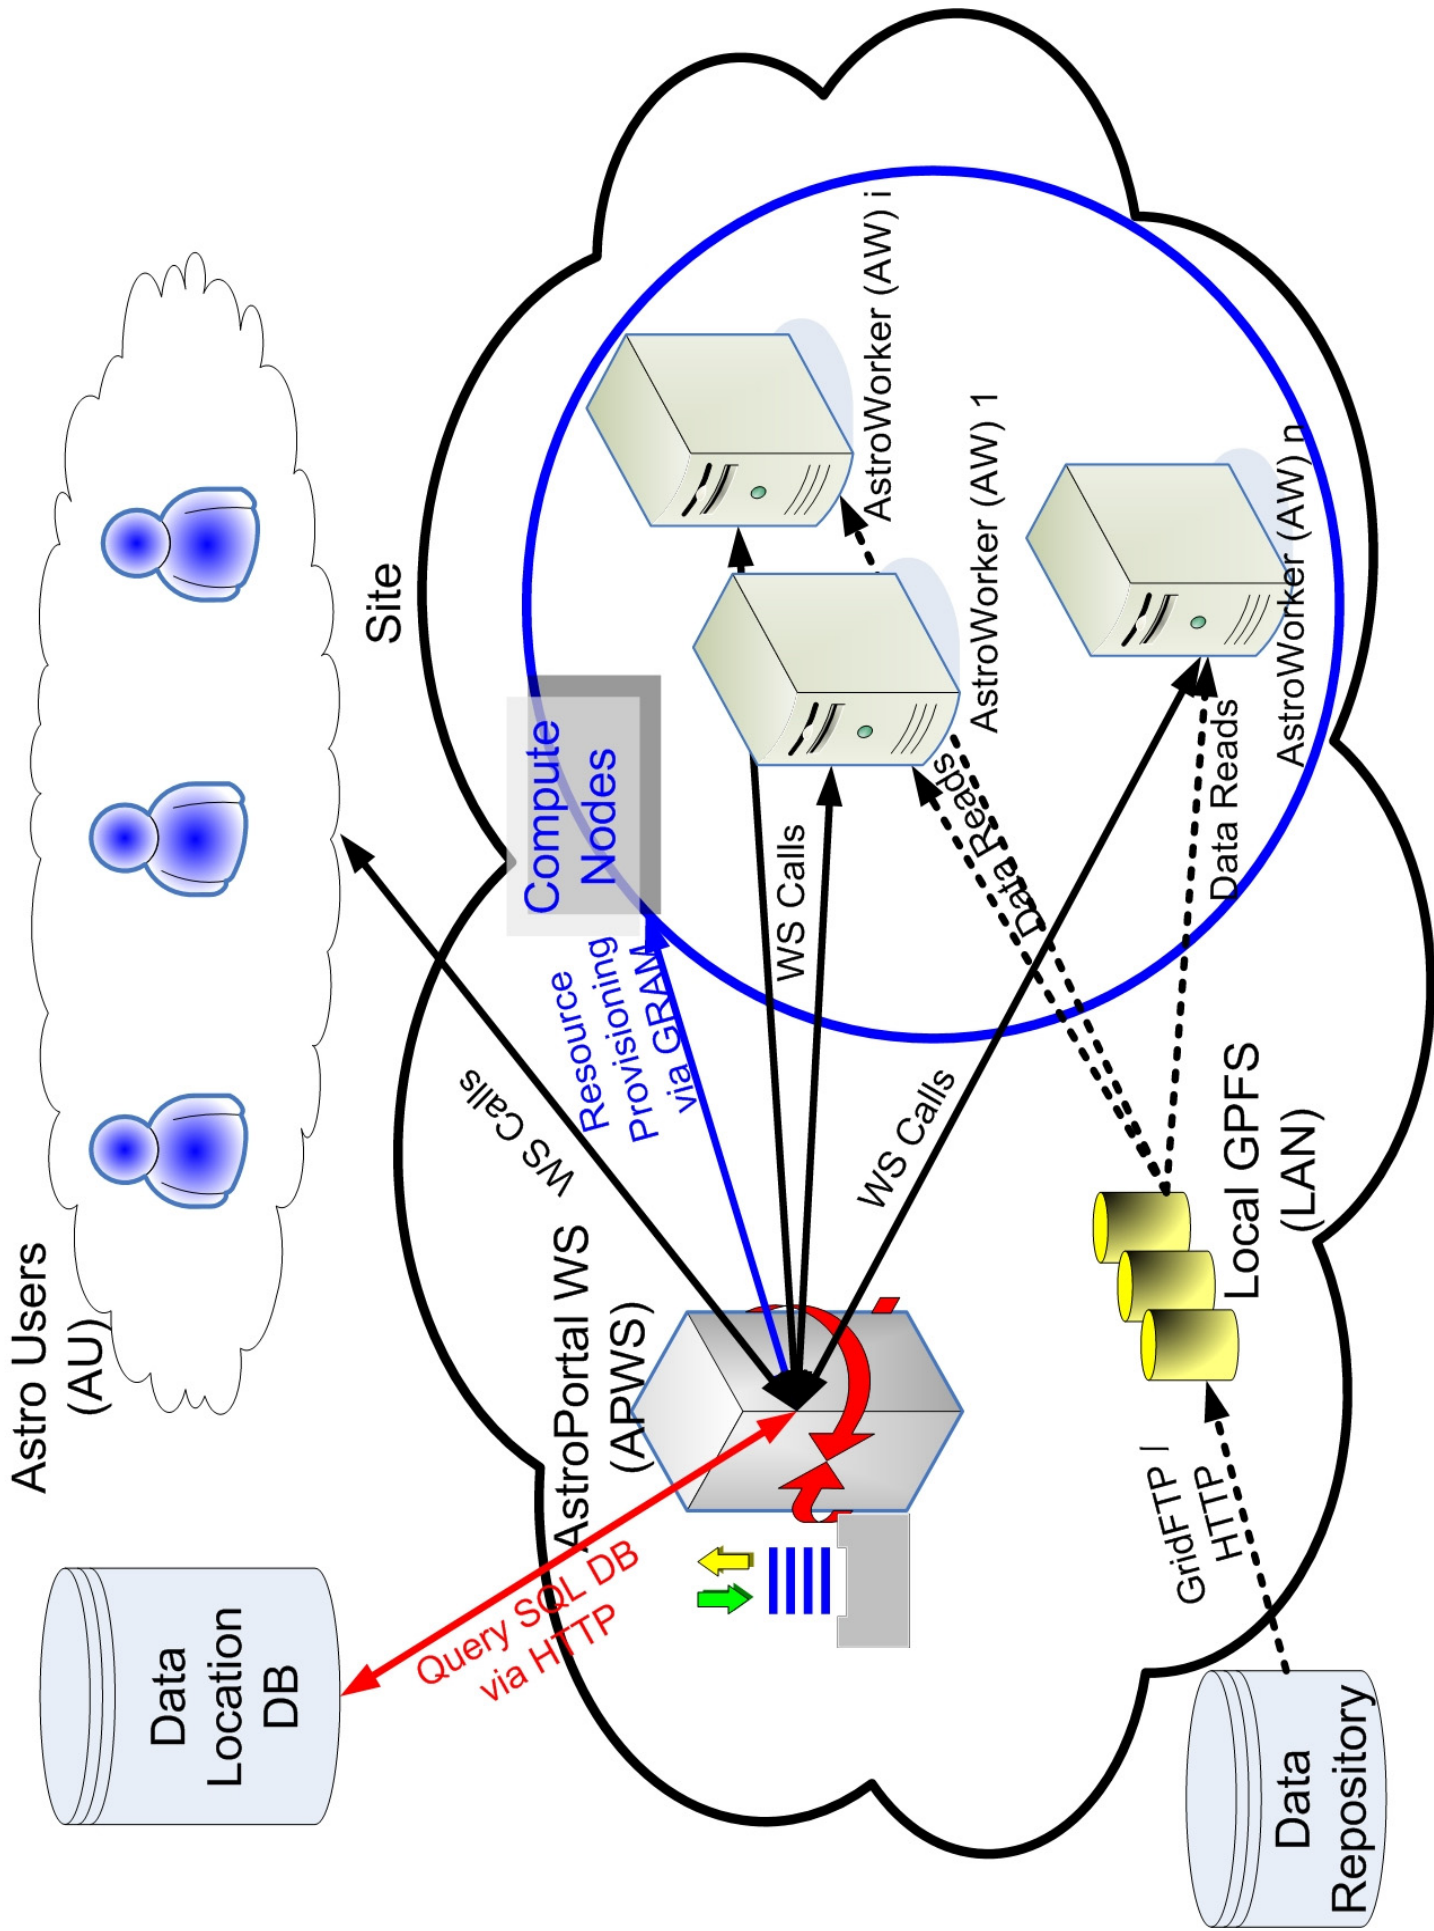 Data
Location
DB
Astro Users
(AU)
Query SQL DB
via HTTP
WS Calls
Site
AstroPortal WS
(APWS)
Resource
Provisioning
via GRAM
Compute
Nodes
WS Calls
WS Calls
AstroWorker (AW) i
AstroWorker (AW) 1
AstroWorker (AW) n
Data Reads
Data Reads
Local GPFS
(LAN)
GridFTP /
HTTP
Data
Repository